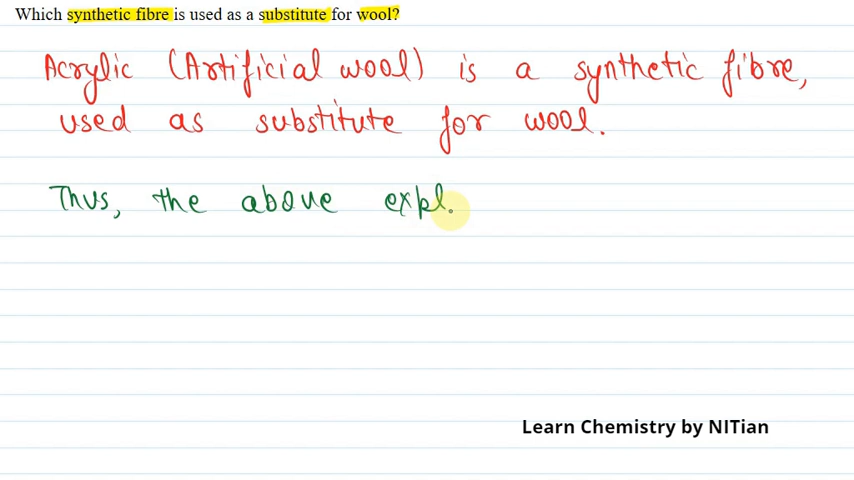 Which synthetic fibre is used as a substitute for wool?
Acrylic (Artificial wool) is a synthetic fibre,
used as substitute for wool.
Thus, the above expl.
Learn Chemistry by NITian